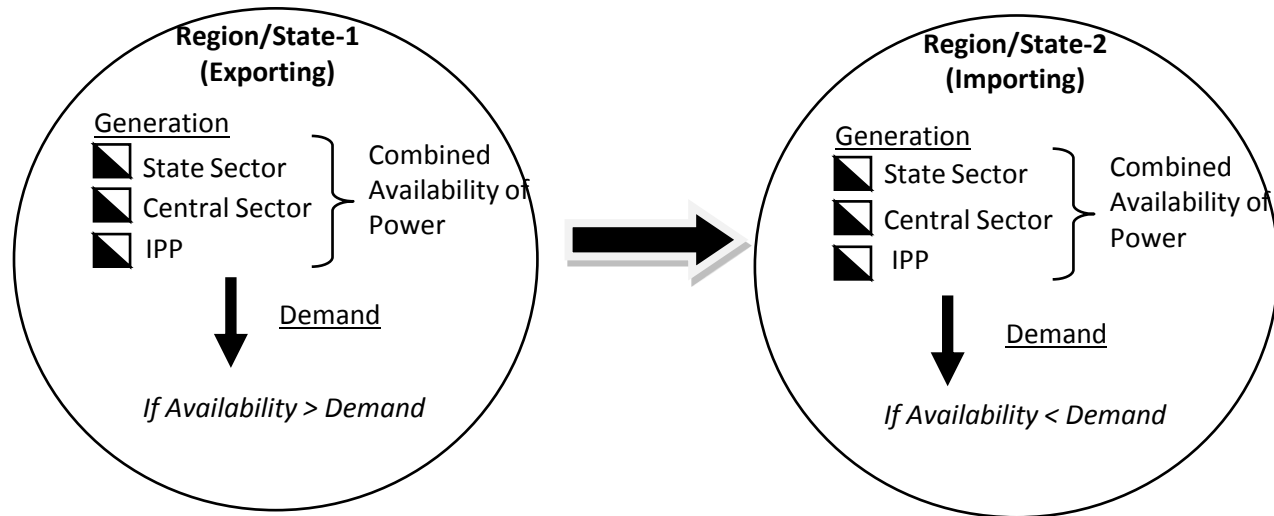 Region/State-1
(Exporting)
Generation
State Sector
Central Sector
IPP
Combined
Availability of
Power
Demand
If Availability > Demand
Region/State-2
(Importing)
Generation
State Sector
Central Sector
IPP
Combined
Availability of
Power
Demand
If Availability < Demand